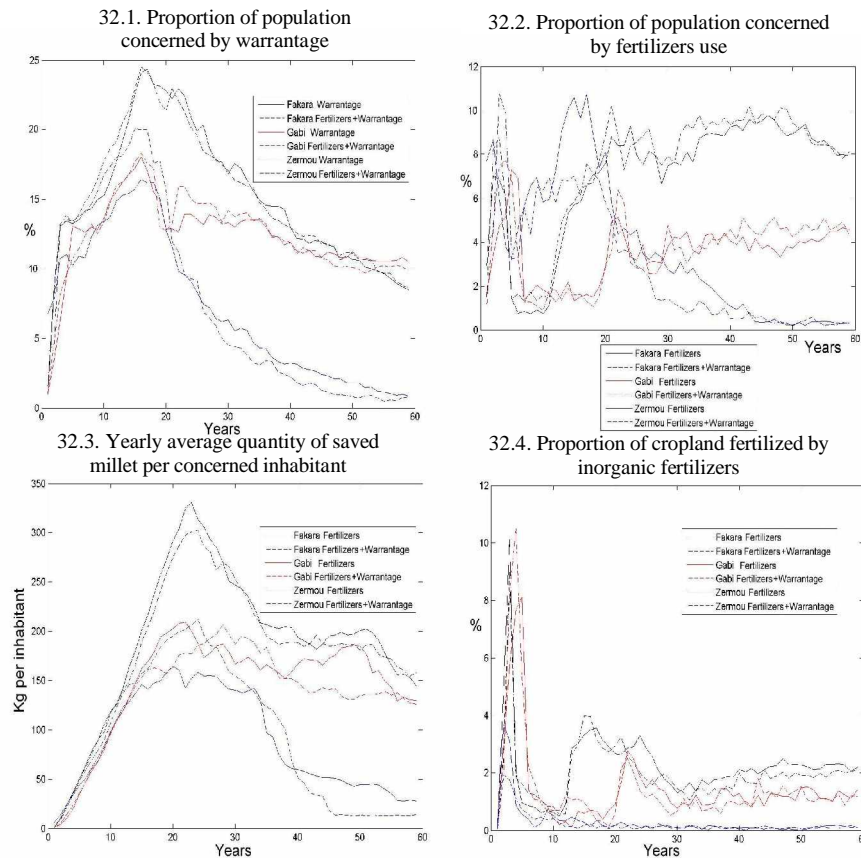 32.1. Proportion of population
concerned by warrantage
25
20
15
%
10
5
0
0 10 20 30 40 50 60
Years
Fakara Warrantage
Fakara Fertilizers+Warrantage
Gabi Warrantage
Gabi Fertilizers+Warrantage
Zermou Warrantage
Zermou Fertilizers+Warrantage
32.2. Proportion of population concerned
by fertilizers use
12
10
8
%
6
4
2
0
0 10 20 30 40 50 60
Years
Fakara Fertilizers
Fakara Fertilizers+Warrantage
Gabi Fertilizers
Gabi Fertilizers+Warrantage
Zermou Fertilizers
Zermou Fertilizers+Warrantage
32.3. Yearly average quantity of saved
millet per concerned inhabitant
350
300
250
200
150
100
50
0
Kg per inhabitant
0 10 20 30 40 50 60
Years
Fakara Fertilizers
Fakara Fertilizers+Warrantage
Gabi Fertilizers
Gabi Fertilizers+Warrantage
Zermou Fertilizers
Zermou Fertilizers+Warrantage
32.4. Proportion of cropland fertilized by
inorganic fertilizers
12
10
8
%
6
4
2
0
0 10 20 30 40 50 60
Years
Fakara Fertilizers
Fakara Fertilizers+Warrantage
Gabi Fertilizers
Gabi Fertilizers+Warrantage
Zermou Fertilizers
Zermou Fertilizers+Warrantage